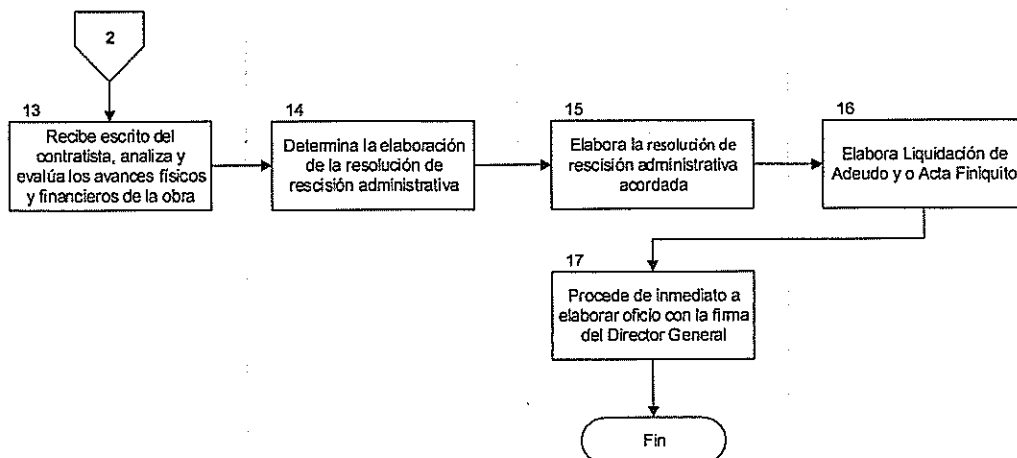 2
13
Recibe escrito del
contratista, analiza y
evalúa los avances físicos
y financieros de la obra
14
Determina la elaboración
de la resolución de
rescisión administrativa
15
Elabora la resolución de
rescisión administrativa
acordada
16
Elabora Liquidación de
Adeudo y o Acta Finiquito
17
Procede de inmediato a
elaborar oficio con la firma
del Director General
Fin